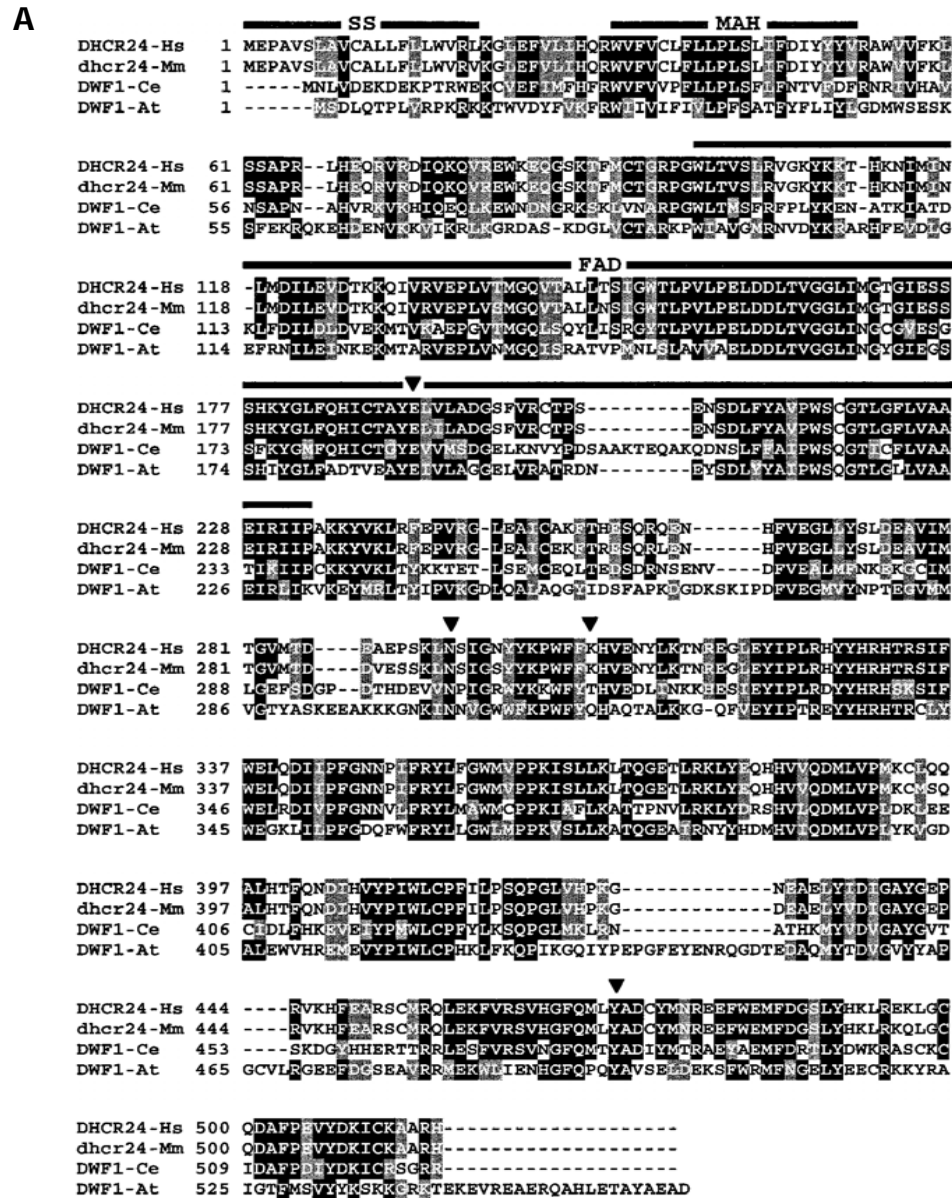 A
SS MAH
DHCR24-Hs 1 MEPAVSLAVCALLFLLWVRLKGLEFVLIHQRWVFVCLFLLPLSLIFDIYYYVRAWVVFKL
dhcr24-Mm 1 MEPAVSLAVCALLFLLWVRVKGLEFVLIHQRWVFVCLFLLPLSLIFDIYYYVRAWVVFKL
DWF1-Ce 1 -----MNLVDEKDEKPTRWEKCVEFIMFHFRWVFVVPFLLPLSFLFNTVFDFRNRIVHAV
DWF1-At 1 ------MSDLQTPLVRPKRKKTWVDYFVKFRWIIVIFIVLPFSATFYFLIYLGDMWSESK
DHCR24-Hs 61 SSAPR--LHEQRVRDIQKQVREWKEQGSKTFMCTGRPGWLTVSLRVGKYKKT-HKNIMIN
dhcr24-Mm 61 SSAPR--LHEQRVRDIQKQVREWKEQGSKTFMCTGRPGWLTVSLRVGKYKKT-HKNIMIN
DWF1-Ce 56 NSAPN-AHVRKVKHIQEQLKEWNDNGRKSKLVNARPGWLTMSFRFPLYKEN-ATKIATD
DWF1-At 55 SFEKRQKEHDENVKKVIKRLKGRDAS-KDGLVCTARKPWIAVGMRNVDYKRARHFEVDLG
FAD
DHCR24-Hs 118 -LMDILEVDTKKQIVRVEPLVTMGQVTALLTSIGWTLPVLPELDDLTVGGLIMGTGIESS
dhcr24-Mm 118 -LMDILEVDTKKQIVRVEPLVSMGQVTALLNSIGWTLPVLPELDDLTVGGLIMGTGIESS
DWF1-Ce 113 KLFDILDLDVEKMTVKAEPGVTMGQLSQYLISRGYTLPVLPELDDLTVGGLINGCGVESG
DWF1-At 114 EFRNILEINKEKMTARVEPLVNMGQISRATVPMNLSLAVVAELDDLTVGGLINGYGIEGS
DHCR24-Hs 177 SHKYGLFQHICTAYELVLADGSFVRCTPS---------ENSDLFYAVPWSCGTLGFLVAA
dhcr24-Mm 177 SHKYGLFQHICTAYELILADGSFVRCTPS---------ENSDLFYAVPWSCGTLGFLVAA
DWF1-Ce 173 SFKYGMFQHICTGYEVVMSDGELKNVYPDSAAKTEQAKQDNSLFFAIPWSQGTICFLVAA
DWF1-At 174 SHIYGLFADTVEAYEIVLAGGELVRATRDN--------EYSDLYYAIPWSQGTLGLLVAA
DHCR24-Hs 228 EIRIIPAKKYVKLRFEPVRG-LEAICAKFTHESQRQEN------HFVEGLLYSLDEAVIM
dhcr24-Mm 228 EIRIIPAKKYVKLRFEPVRG-LEAICEKFTRESQRLEN------HFVEGLLYSLDEAVIM
DWF1-Ce 233 TIKIIPCKKYVKLTYKKTET-LSEMCEQLTEDSDRNSENV----DFVEALMFNKEKGCIM
DWF1-At 226 EIRLIKVKEYMRLTYIPVKGDLQALAQGYIDSFAPKDGDKSKIPDFVEGMVYNPTEGVMM
DHCR24-Hs 281 TGVMTD----EAEPSKLNSIGNYYKPWFFKHVENYLKTNREGLEYIPLRHYYHRHTRSIF
dhcr24-Mm 281 TGVMTD----DVESSKLNSIGSYYKPWFFKHVENYLKTNREGLEYIPLRHYYHRHTRSIF
DWF1-Ce 288 LGEFSDGP--DTHDEVVNPIGRWYKKWFYTHVEDLLNKKHESIEYIPLRDYYHRHSKSIF
DWF1-At 286 VGTYASKEEAKKKGNKINNVGWWFKPWFYQHAQTALKKG-QFVEYIPTREYYHRHTRCLY
DHCR24-Hs 337 WELQDIIPFGNNPIFRYLFGWMVPPKISLLKLTQGETLRKLYEQHHVVQDMLVPMKCLQQ
dhcr24-Mm 337 WELQDIIPFGNNPIFRYLFGWMVPPKISLLKLTQGETLRKLYEQHHVVQDMLVPMKCMSQ
DWF1-Ce 346 WELRDIVPFGNNVLFRYLMAWMCPPKIAFLKATTPNVLRKLYDRSHVLQDMLVPLDKLEE
DWF1-At 345 WEGKLILPFGDQFWFRYLLGWLMPPKVSLLKATQGEAIRNYYHDMHVIQDMLVPLYKVGD
DHCR24-Hs 397 ALHTFQNDIHVYPIWLCPFILPSQPGLVHPKG-------------NEAELYIDIGAYGEP
dhcr24-Mm 397 ALHTFQNDIHVYPIWLCPFILPSQPGLVHPKG-------------DEAELYVDIGAYGEP
DWF1-Ce 406 CIDLFHKEVEIYPMWLCPFYLKSQPGLMKLRN-------------ATHKMYVDVGAYGVT
DWF1-At 405 ALEWVHREMEVYPIWLCPHKLFKQPIKGQIYPEPGFEYENRQGDTEDAQMYTDVGVYYAP
DHCR24-Hs 444 ----RVKHFEARSCMRQLEKFVRSVHGFQMLYADCYMNREEFWEMFDGSLYHKLREKLGC
dhcr24-Mm 444 ----RVKHFEARSCMRQLEKFVRSVHGFQMLYADCYMNREEFWEMFDGSLYHKLRKQLGC
DWF1-Ce 453 ----SKDGYHHERTTRRLESFVRSVNGFQMTYADIYMTRAEYAEMFDRTLYDWKRASCKC
DWF1-At 465 GCVLRGEEFDGSEAVRRMEKWLIENHGFQPQYAVSELDEKSFWRMFNGELYEECRKKYRA
DHCR24-Hs 500 QDAFPEVYDKICKAARH--------------------
dhcr24-Mm 500 QDAFPEVYDKICKAARH--------------------
DWF1-Ce 509 IDAFPDIYDKICRSGRR--------------------
DWF1-At 525 IGTFMSVYYKSKKGRKTEKEVREAERQAHLETAYAEAD